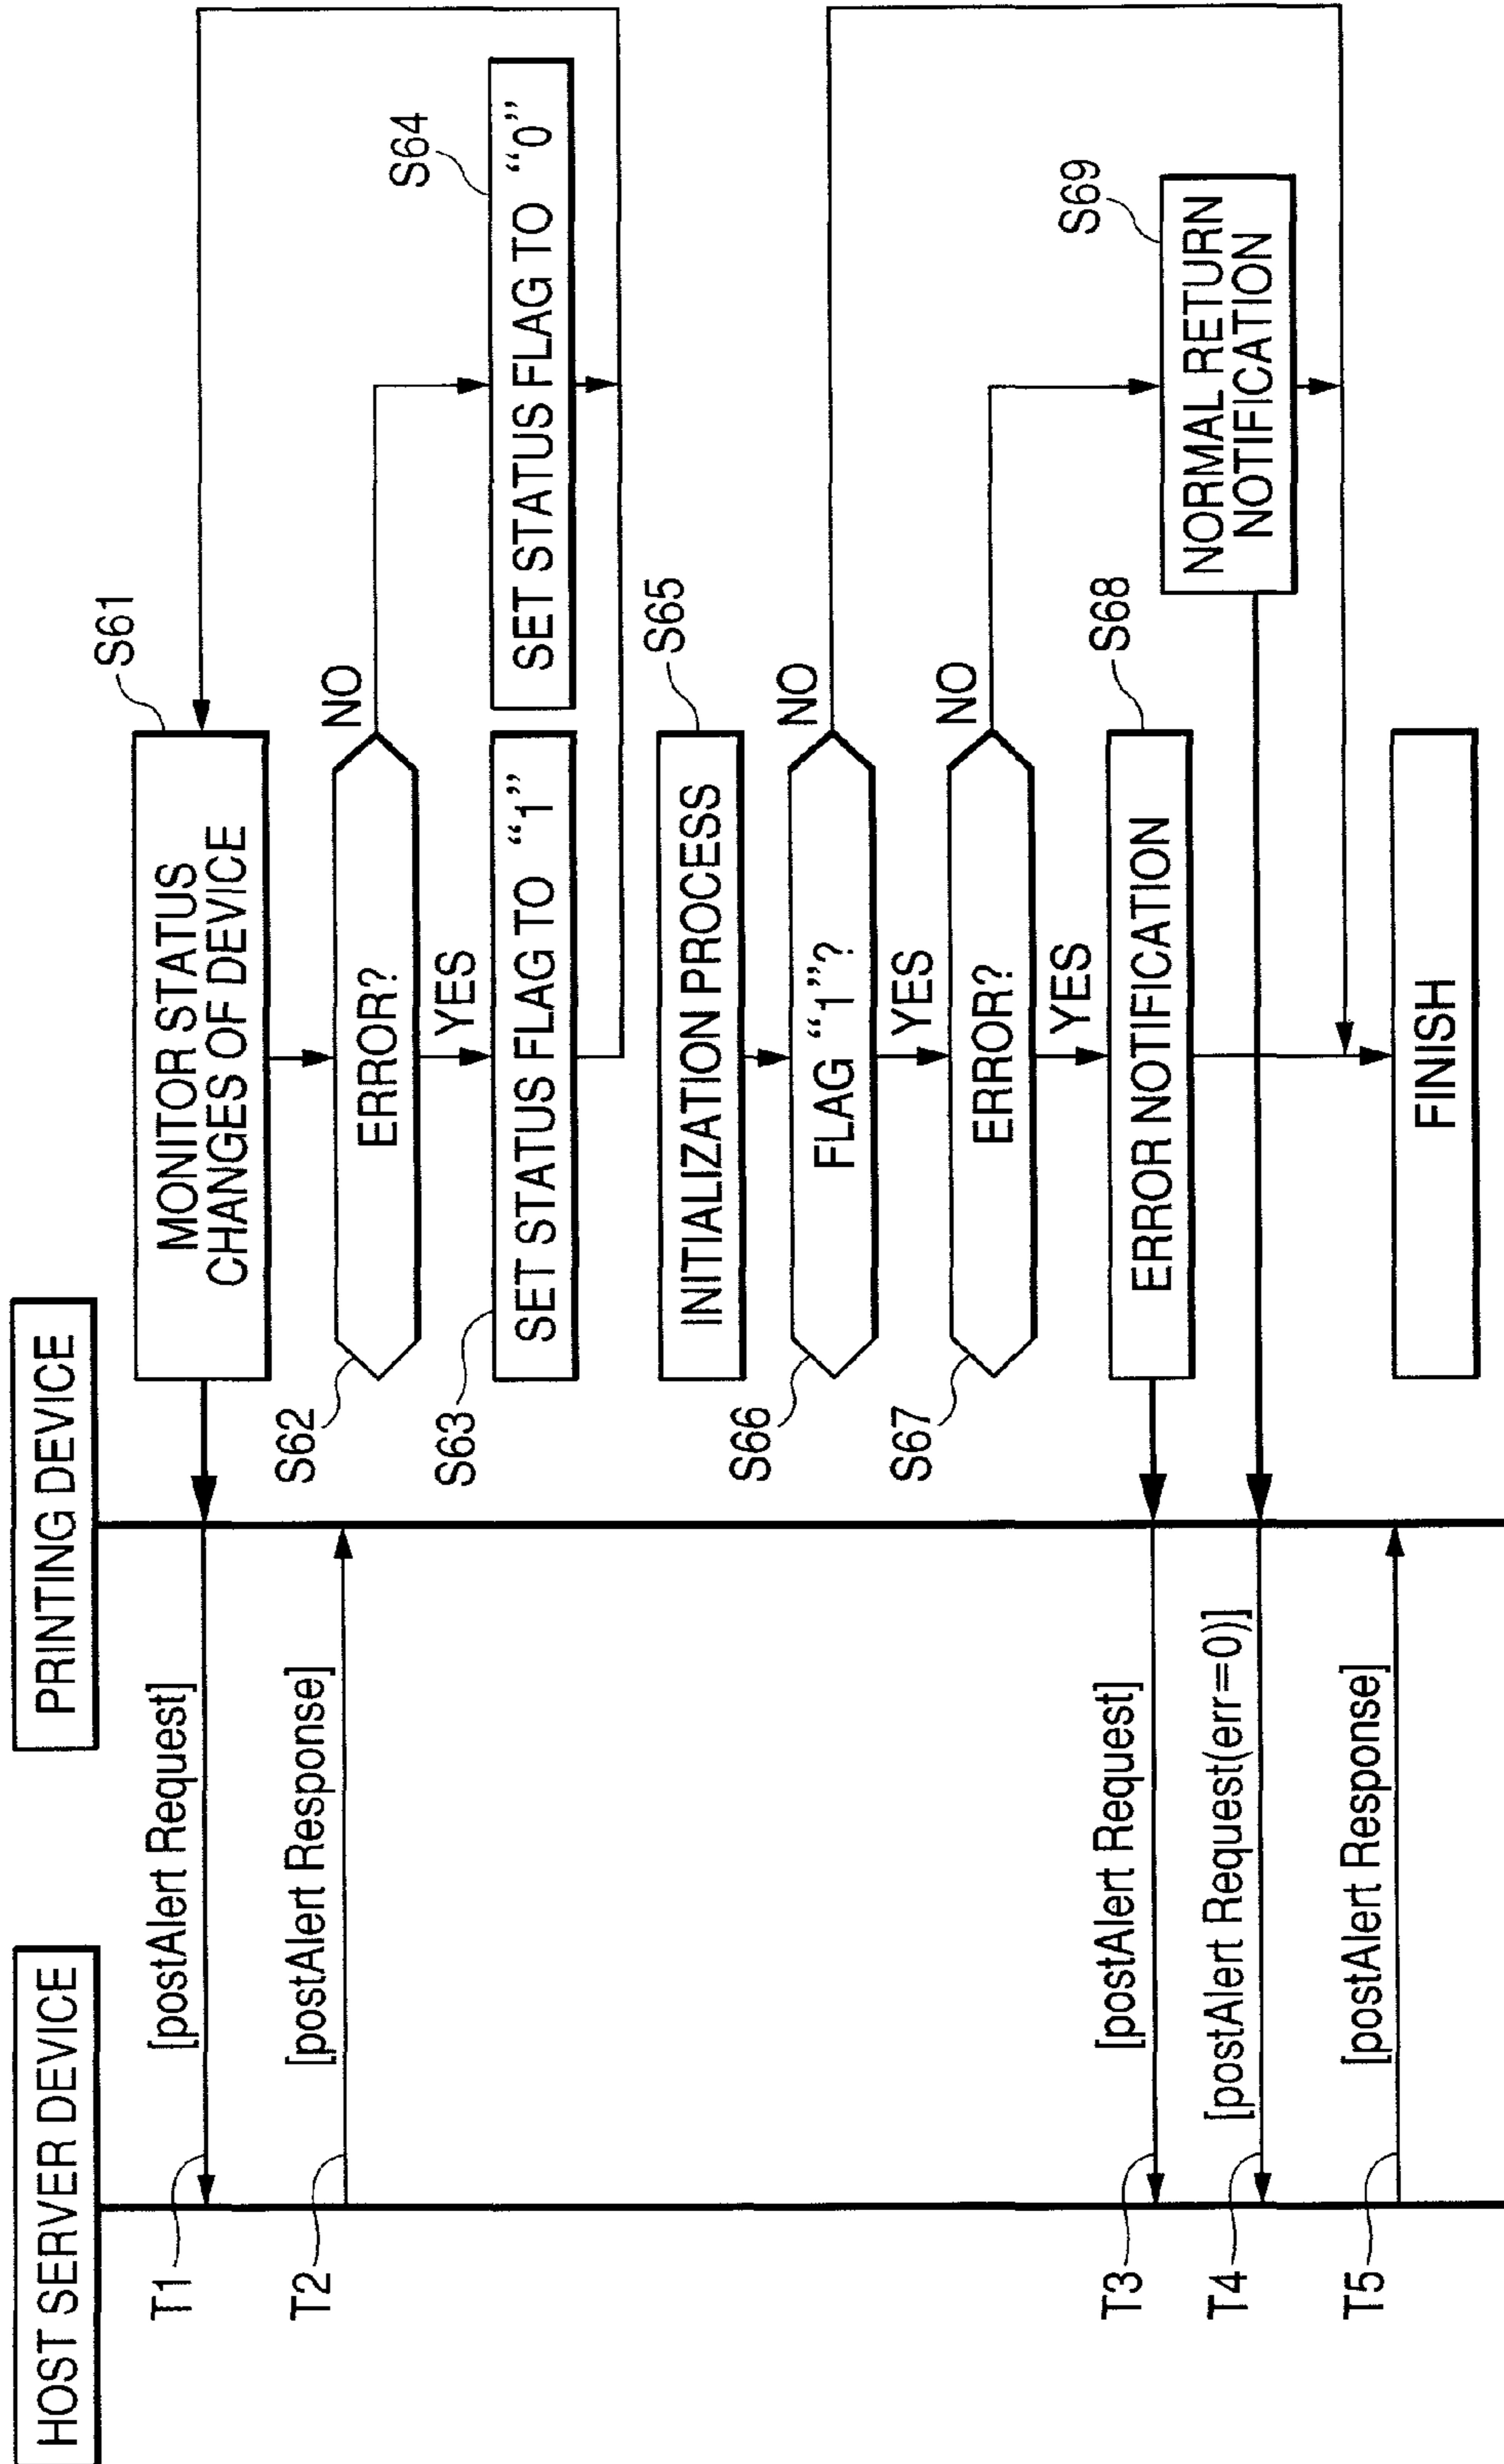 HOST SERVER DEVICE
PRINTING DEVICE
T1
[postAlert Request]
MONITOR STATUS
CHANGES OF DEVICE
S61
T2
[postAlert Response]
S62
ERROR?
NO
YES
S63
SET STATUS FLAG TO “1”
SET STATUS FLAG TO “0”
S64
INITIALIZATION PROCESS
S65
S66
FLAG “1”?
NO
YES
S67
ERROR?
NO
YES
T3
[postAlert Request]
ERROR NOTIFICATION
S68
NORMAL RETURN
NOTIFICATION
S69
T4
[postAlert Request(err=0)]
T5
[postAlert Response]
FINISH